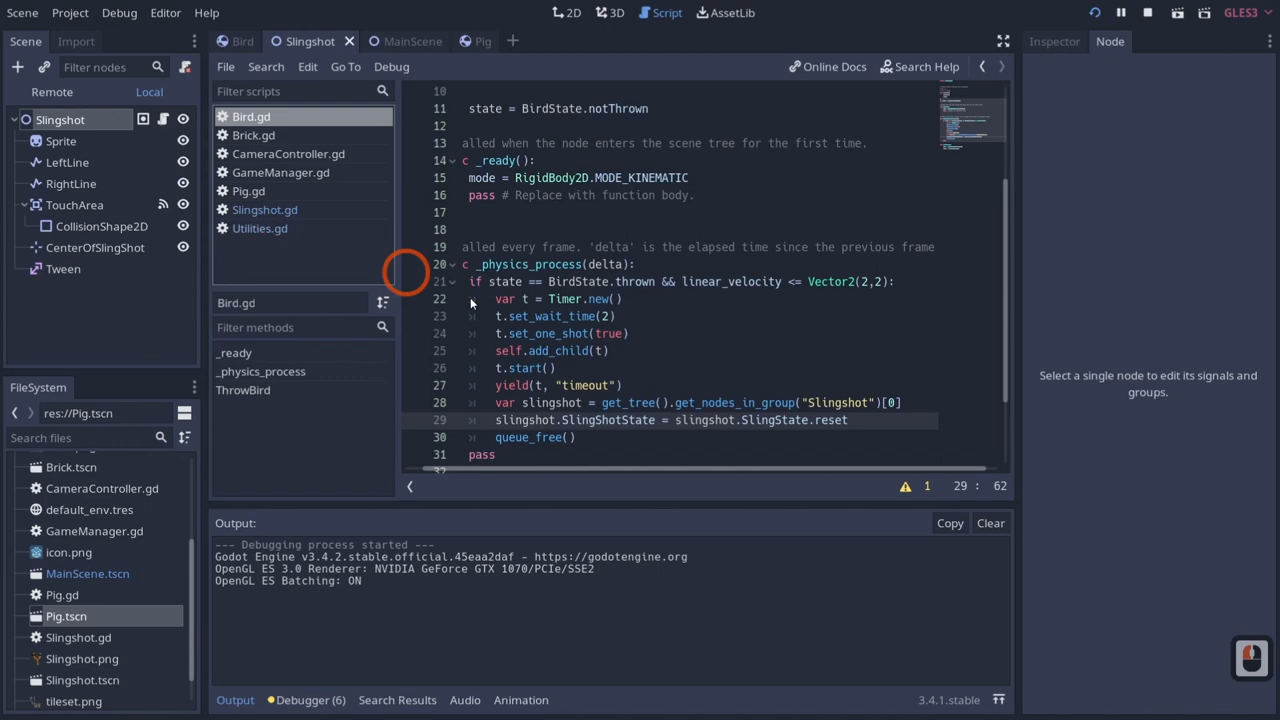 Scene Project Debug Editor Help
2D 3D Script AssetLib
GLES3
Scene Import
Bird Slingshot MainScene Pig
Inspector Node
Filter nodes
File Search Edit Go To Debug
Online Docs Search Help
Remote Local
Filter scripts
Slingshot
Sprite
LeftLine
RightLine
TouchArea
CollisionShape2D
CenterOfSlingShot
Tween
Bird.gd
Brick.gd
CameraController.gd
GameManager.gd
Pig.gd
Slingshot.gd
Utilities.gd
Bird.gd
Filter methods
_ready
_physics_process
ThrowBird
10
11 state = BirdState.notThrown
12
13 alled when the node enters the scene tree for the first time.
14 c _ready():
15 mode = RigidBody2D.MODE_KINEMATIC
16 pass # Replace with function body.
17
18
19 alled every frame. 'delta' is the elapsed time since the previous frame
20 c _physics_process(delta):
21 if state == BirdState.thrown && linear_velocity <= Vector2(2,2):
22 var t = Timer.new()
23 t.set_wait_time(2)
24 t.set_one_shot(true)
25 self.add_child(t)
26 t.start()
27 yield(t, "timeout")
28 var slingshot = get_tree().get_nodes_in_group("Slingshot")[0]
29 slingshot.SlingShotState = slingshot.SlingState.reset
30 queue_free()
31 pass
1 29 : 62
Select a single node to edit its signals and
groups.
FileSystem
res://Pig.tscn
Search files
Brick.tscn
CameraController.gd
default_env.tres
GameManager.gd
icon.png
MainScene.tscn
Pig.gd
Pig.tscn
Slingshot.gd
Slingshot.png
Slingshot.tscn
tileset.png
Output:
Copy Clear
--- Debugging process started ---
Godot Engine v3.4.2.stable.official.45eaa2daf - https://godotengine.org
OpenGL ES 3.0 Renderer: NVIDIA GeForce GTX 1070/PCIe/SSE2
OpenGL ES Batching: ON
Output Debugger (6) Search Results Audio Animation
3.4.1.stable